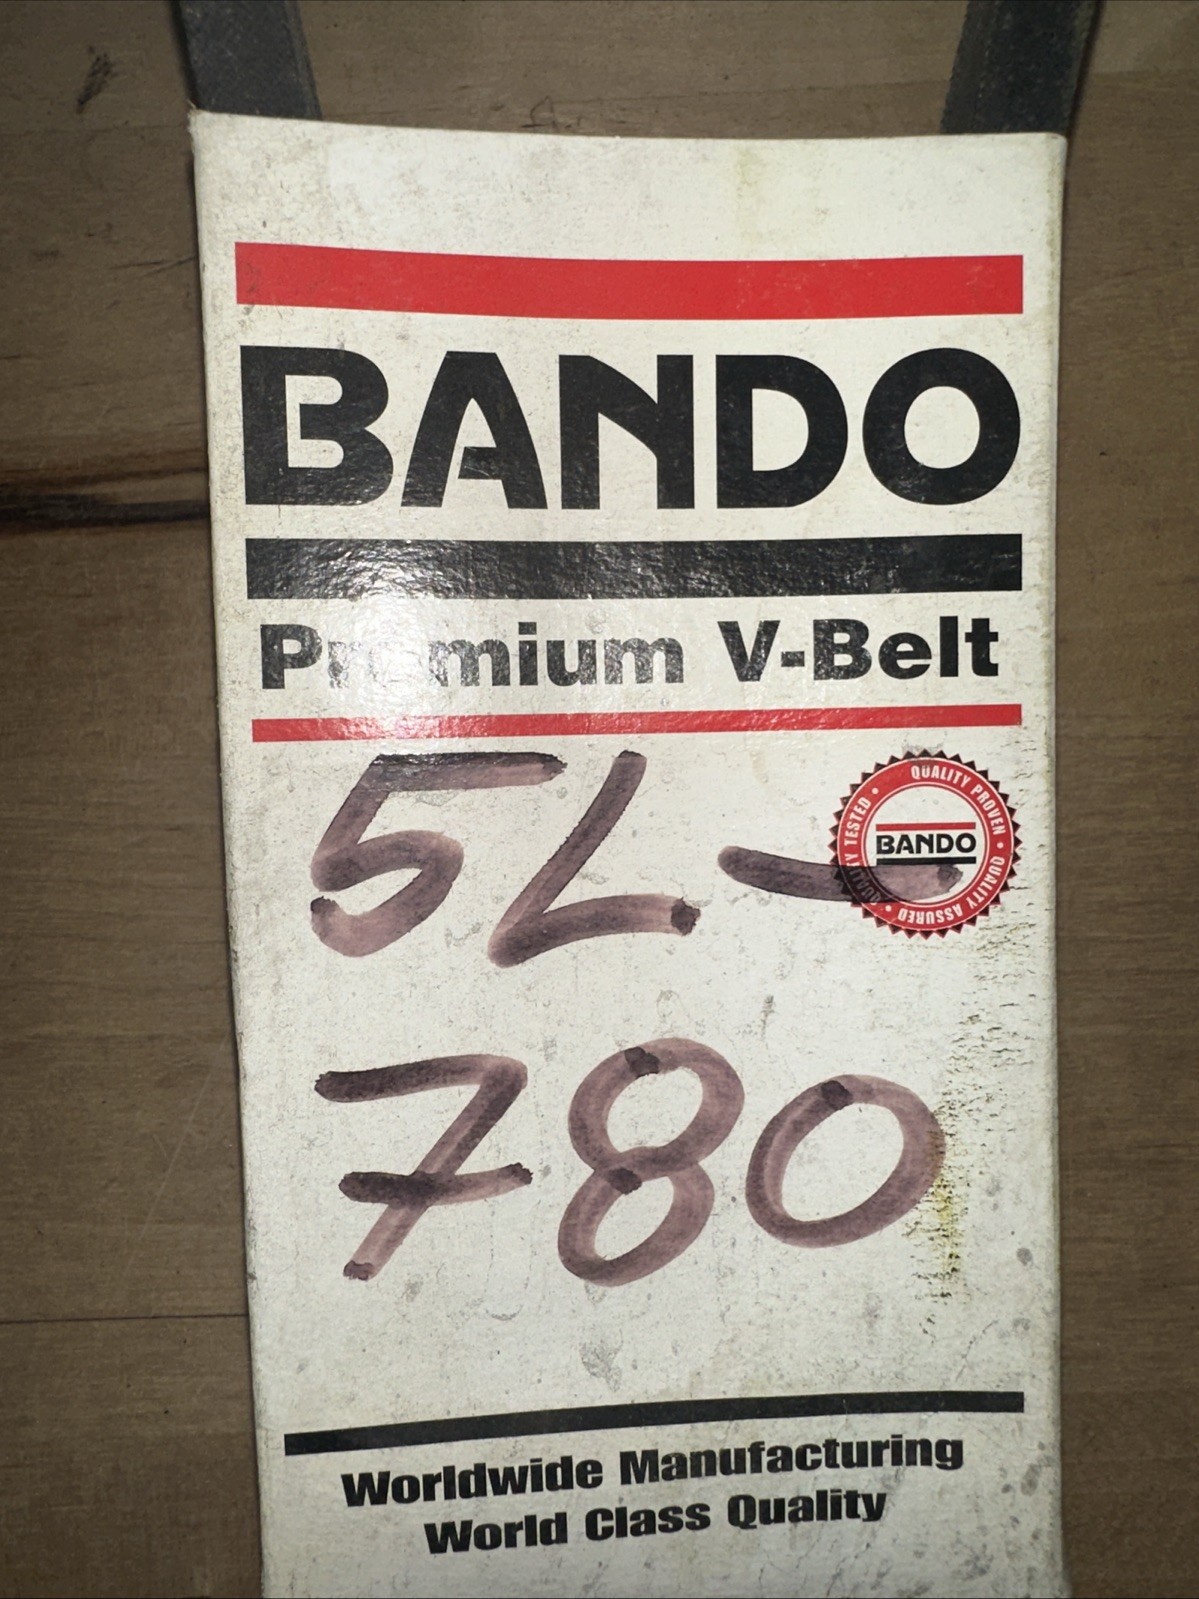 BANDO
Premium V-Belt
5L-
QUALITY TESTED • QUALITY PROVEN • QUALITY ASSURED •
BANDO
780
Worldwide Manufacturing
World Class Quality